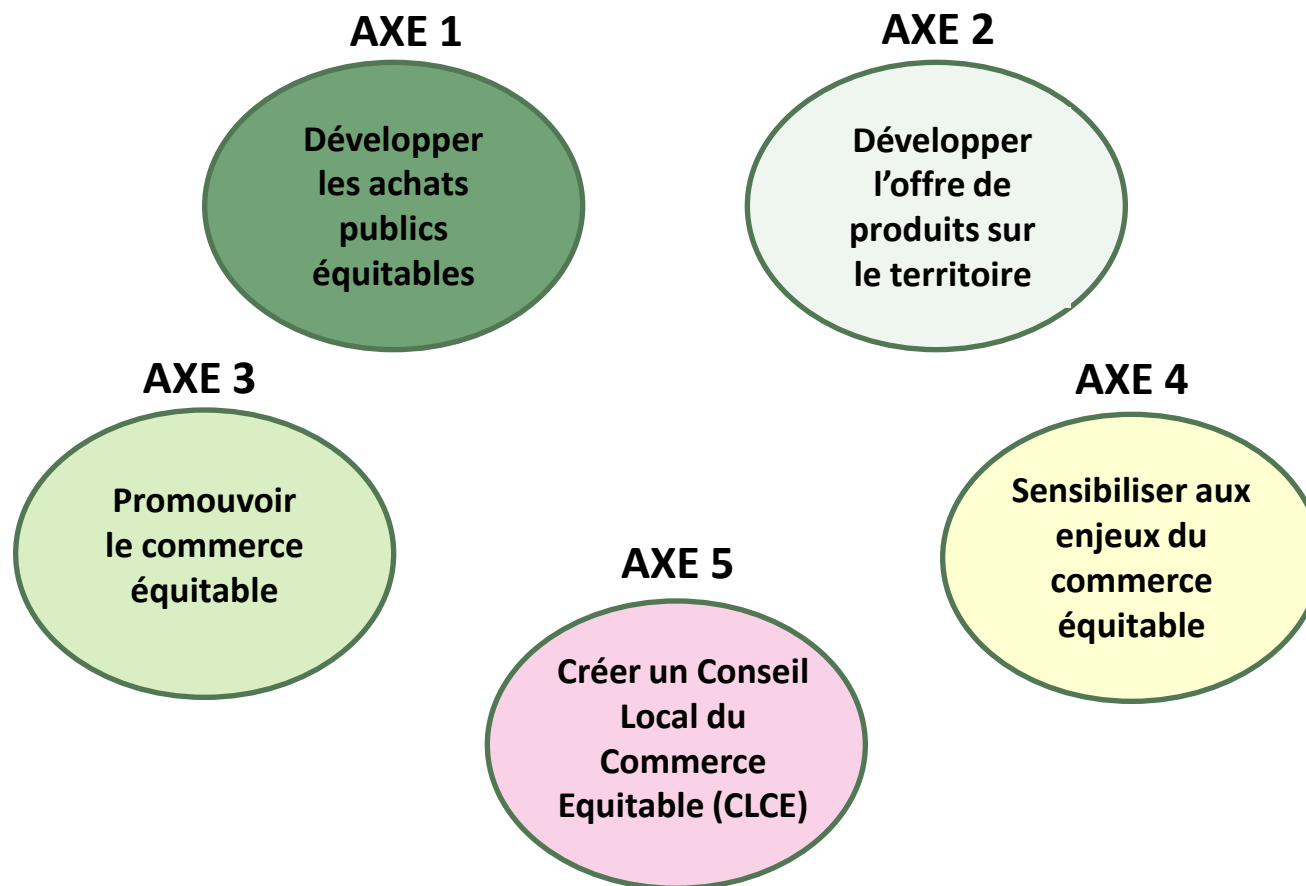 AXE 1
Développer
les achats
publics
équitables
AXE 2
Développer
l’offre de
produits sur
le territoire
AXE 3
Promouvoir
le commerce
équitable
AXE 4
Sensibiliser aux
enjeux du
commerce
équitable
AXE 5
Créer un Conseil
Local du
Commerce
Equitable (CLCE)